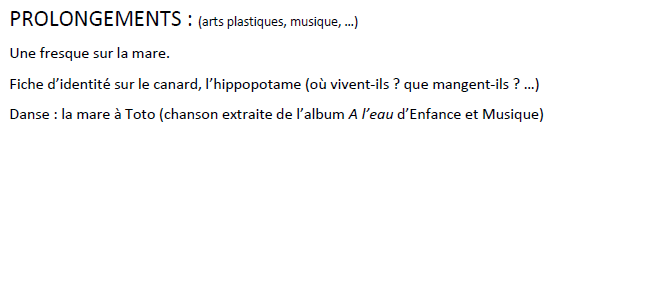 PROLONGEMENTS : (arts plastiques, musique, …)
Une fresque sur la mare.
Fiche d’identité sur le canard, l’hippopotame (où vivent-ils ? que mangent-ils ? …)
Danse : la mare à Toto (chanson extraite de l’album A l’eau d’Enfance et Musique)